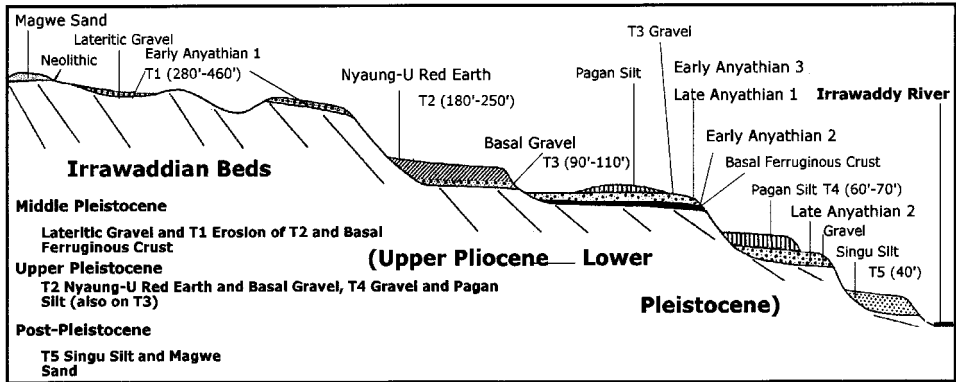 Magwe Sand
Lateritic Gravel
Neolithic
Early Anyathian 1
T1 (280'-460')
Nyaung-U Red Earth
T2 (180'-250')
Basal Gravel
T3 (90'-110')
Pagan Silt
T3 Gravel
Early Anyathian 3
Late Anyathian 1
Irrawaddy River
Early Anyathian 2
Basal Ferruginous Crust
Pagan Silt T4 (60'-70')
Late Anyathian 2
Gravel
Singu Silt
T5 (40')
Irrawaddian Beds
(Upper Pliocene — Lower
Pleistocene)
Middle Pleistocene
Lateritic Gravel and T1 Erosion of T2 and Basal
Ferruginous Crust
Upper Pleistocene
T2 Nyaung-U Red Earth and Basal Gravel, T4 Gravel and Pagan
Silt (also on T3)
Post-Pleistocene
T5 Singu Silt and Magwe
Sand